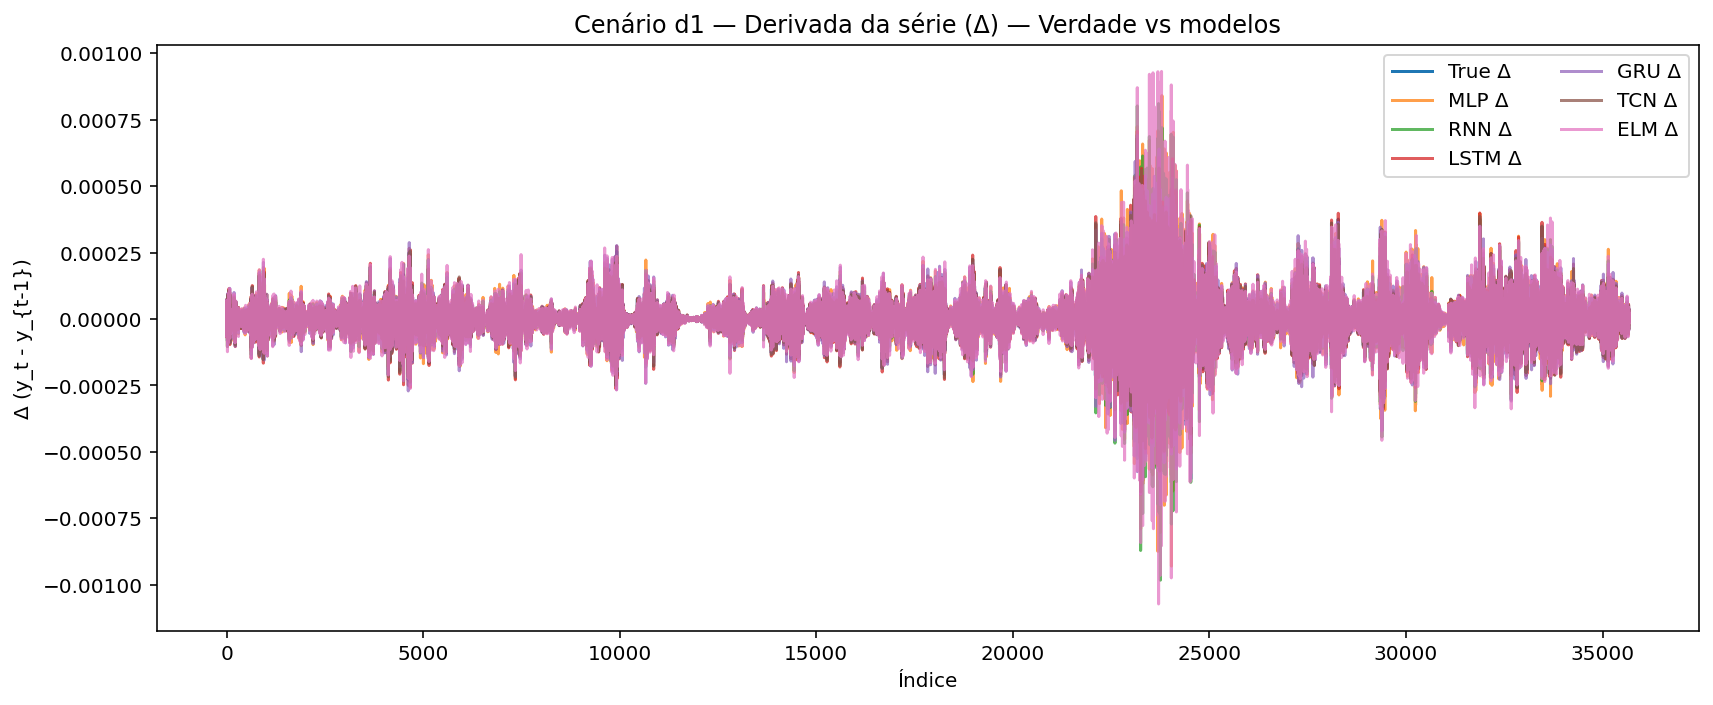 Cenário d1 — Derivada da série (Δ) — Verdade vs modelos
True Δ
MLP Δ
RNN Δ
LSTM Δ
GRU Δ
TCN Δ
ELM Δ
Δ (y_t - y_{t-1})
0.00100
0.00075
0.00050
0.00025
0.00000
−0.00025
−0.00050
−0.00075
−0.00100
0
5000
10000
15000
20000
25000
30000
35000
Índice